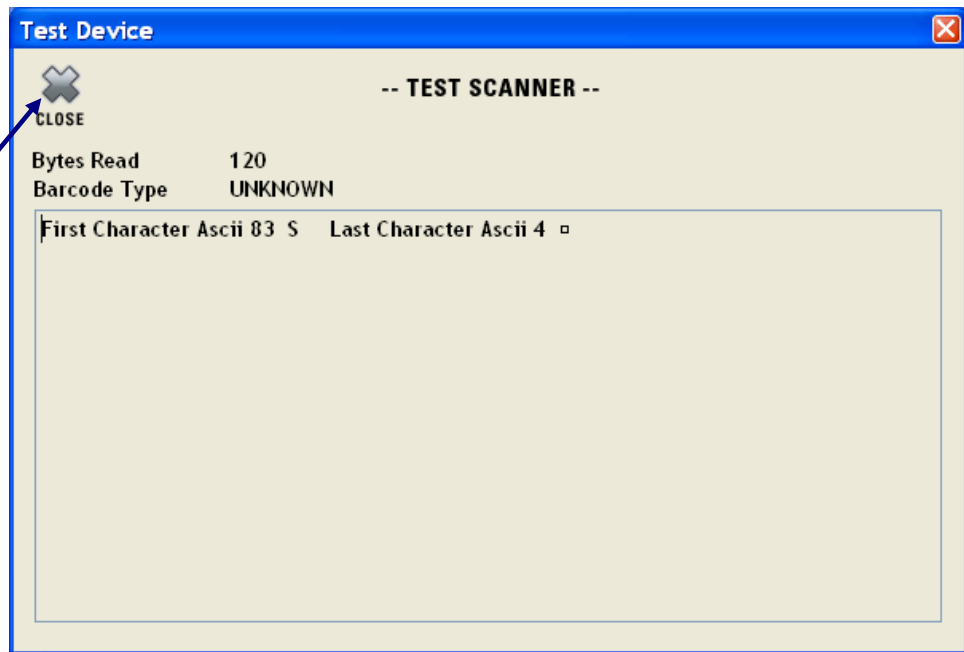 Test Device
-- TEST SCANNER --
CLOSE
Bytes Read 120
Barcode Type UNKNOWN
First Character Ascii 83 S Last Character Ascii 4 ¤